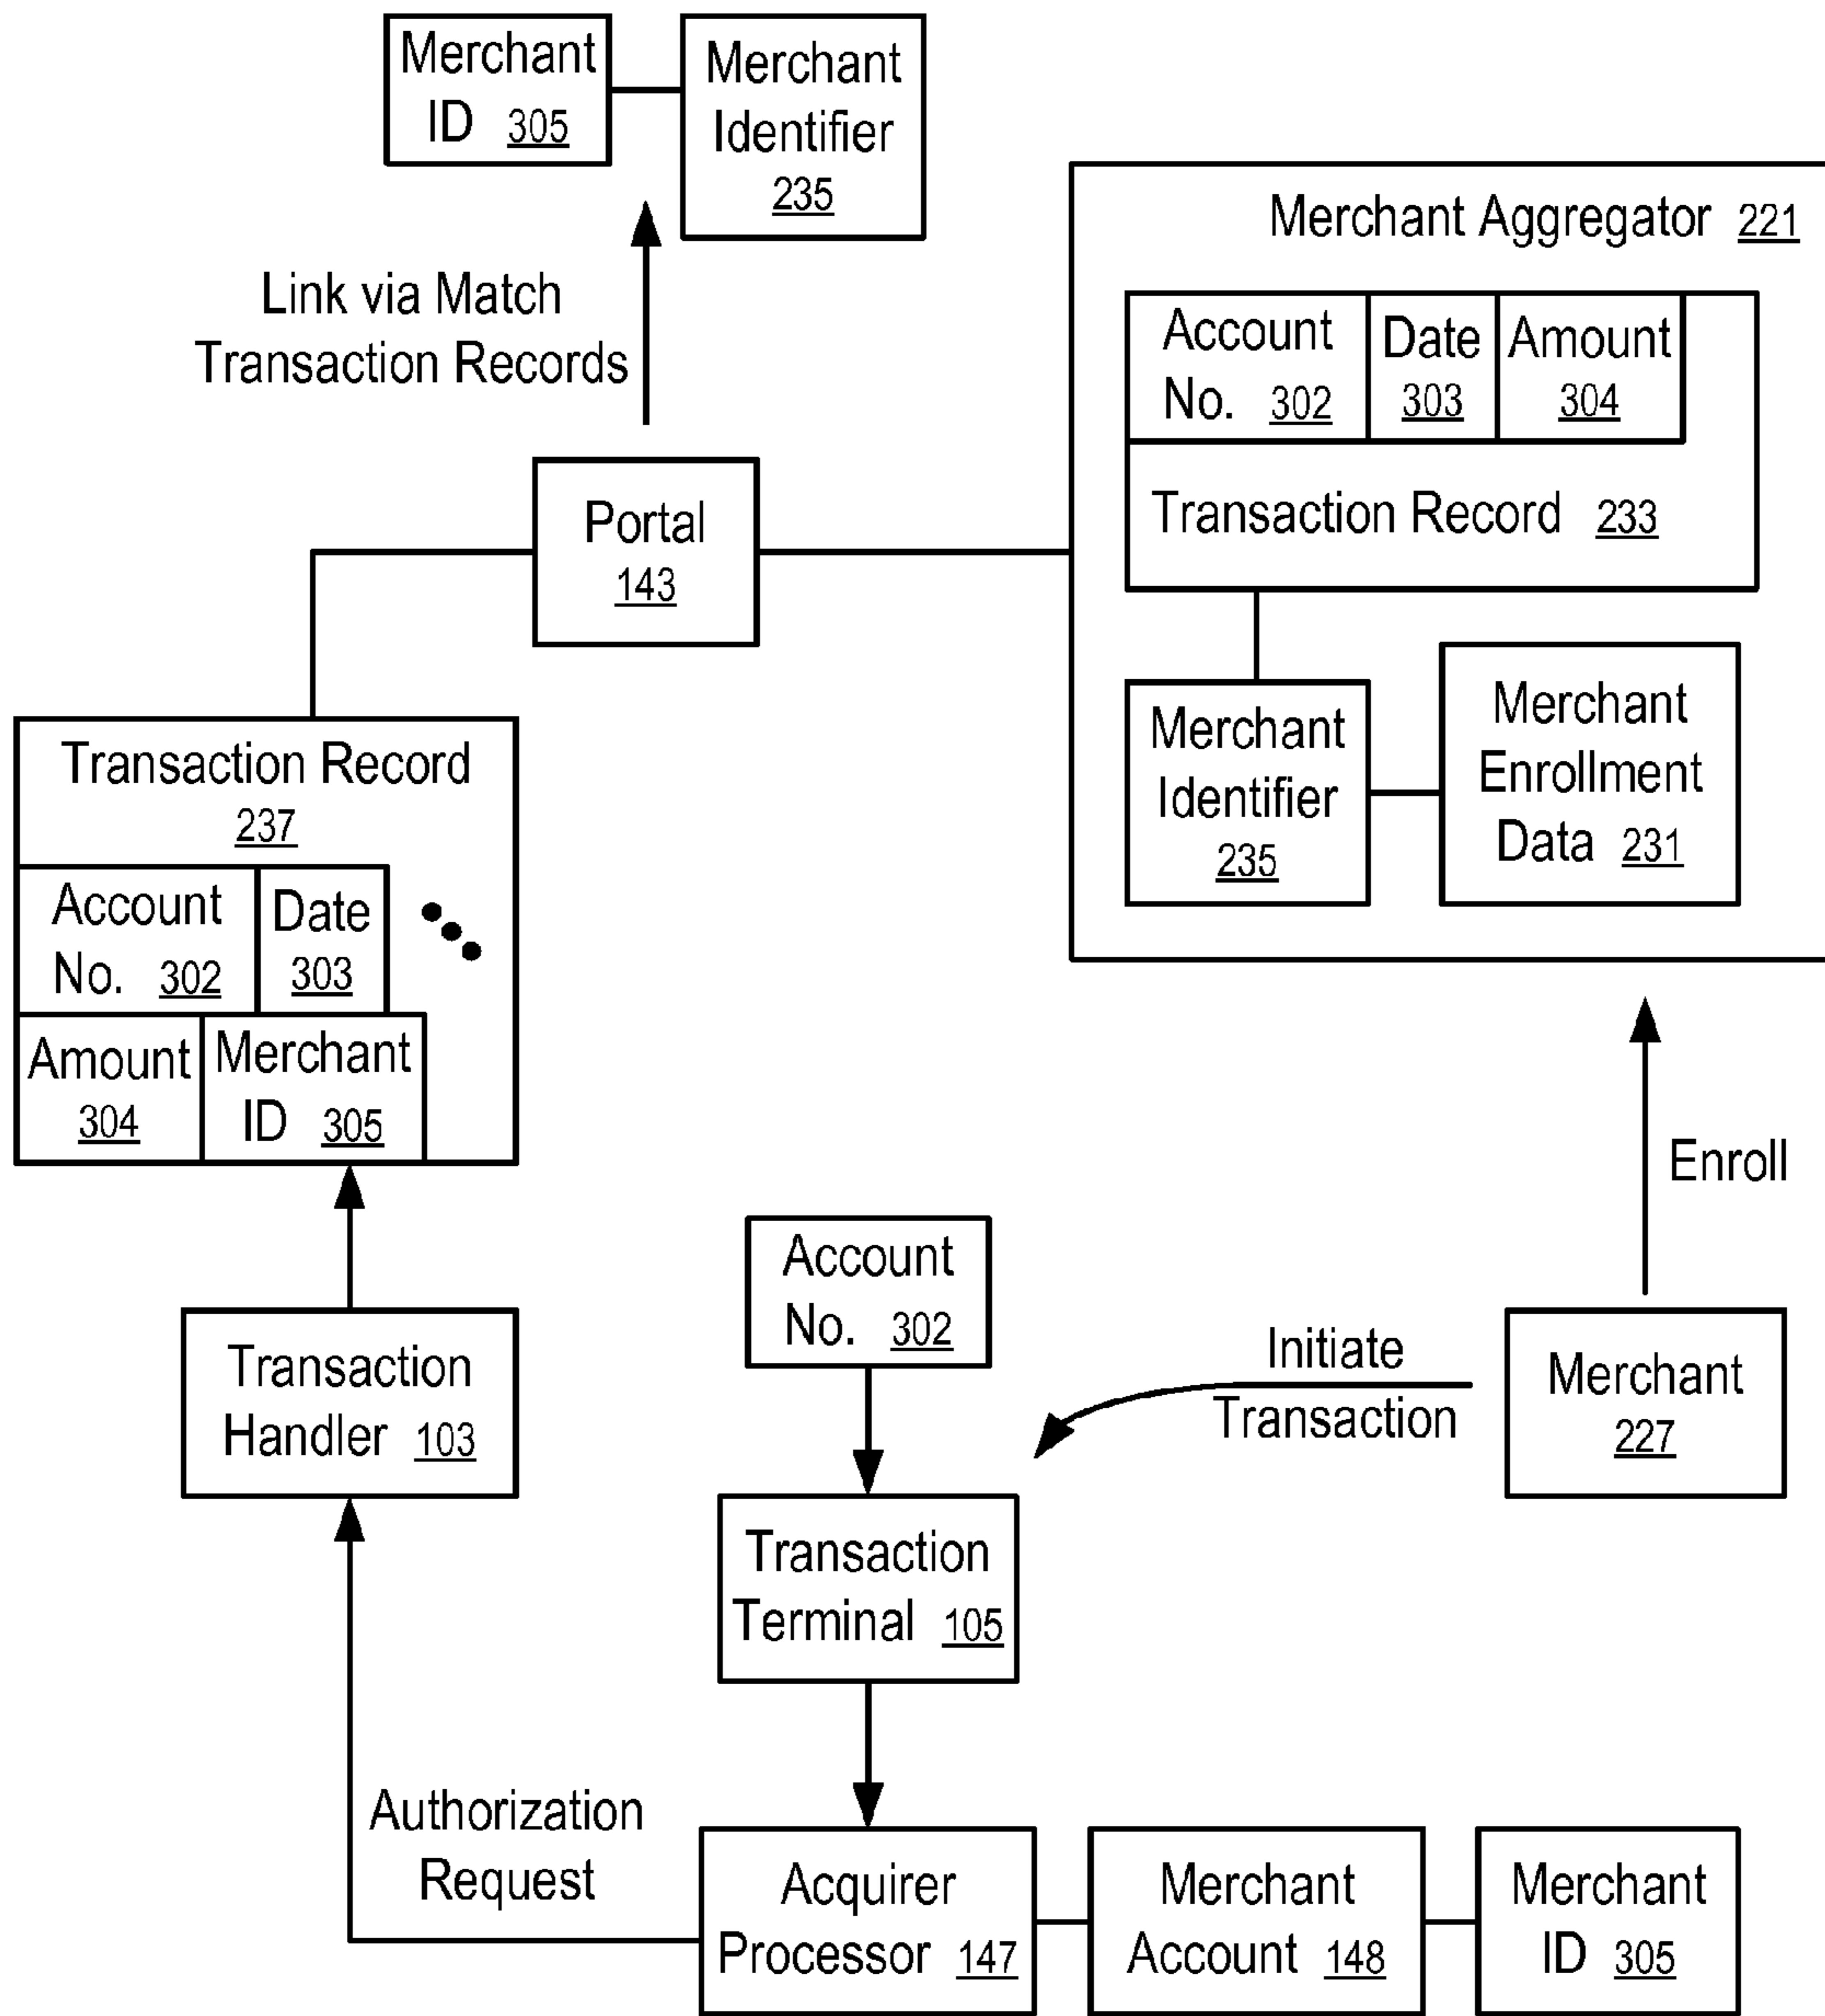 Merchant
ID 305
Merchant
Identifier
235
Merchant Aggregator 221
Link via Match
Transaction Records
Account
No. 302
Date
303
Amount
304
Transaction Record 233
Portal
143
Merchant
Identifier
235
Merchant
Enrollment
Data 231
Transaction Record
237
Account
No. 302
Date
303
Amount
304
Merchant
ID 305
Enroll
Account
No. 302
Transaction
Handler 103
Initiate
Transaction
Merchant
227
Transaction
Terminal 105
Authorization
Request
Acquirer
Processor 147
Merchant
Account 148
Merchant
ID 305